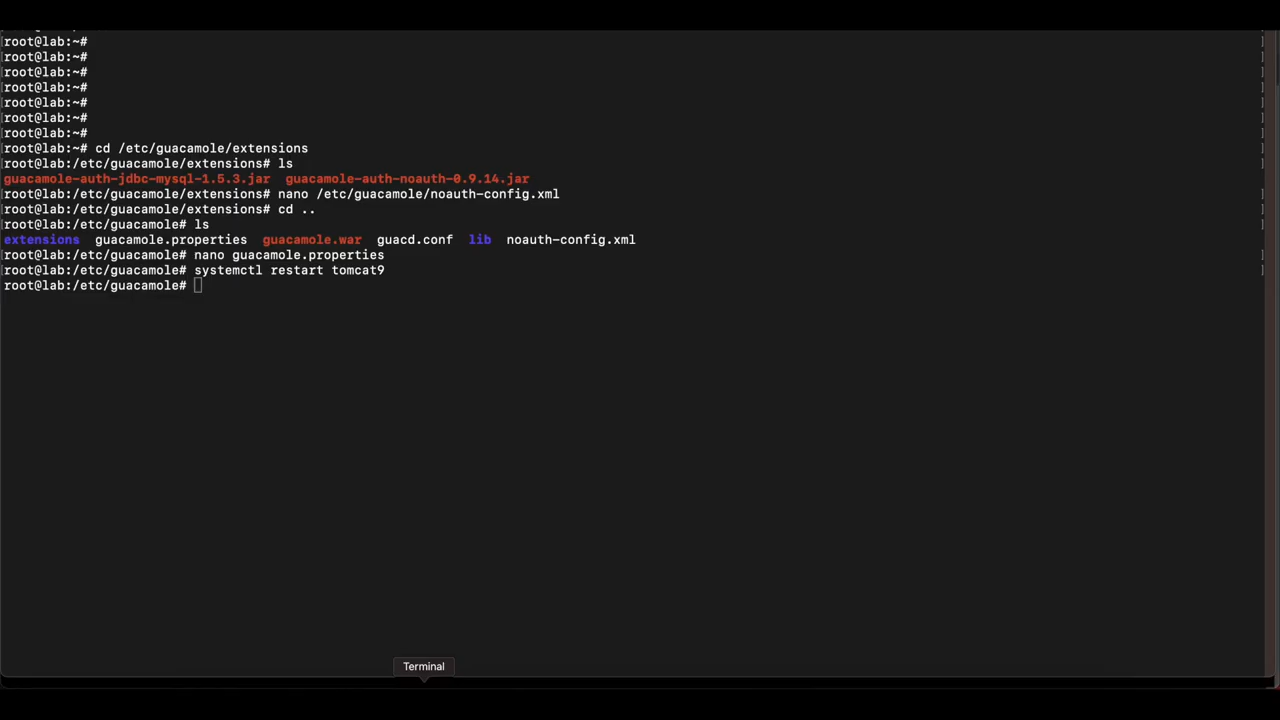 root@lab:~#
root@lab:~#
root@lab:~#
root@lab:~#
root@lab:~#
root@lab:~#
root@lab:~#
root@lab:~# cd /etc/guacamole/extensions
root@lab:/etc/guacamole/extensions# ls
guacamole-auth-jdbc-mysql-1.5.3.jar guacamole-auth-noauth-0.9.14.jar
root@lab:/etc/guacamole/extensions# nano /etc/guacamole/noauth-config.xml
root@lab:/etc/guacamole/extensions# cd ..
root@lab:/etc/guacamole# ls
extensions guacamole.properties guacamole.war guacd.conf lib noauth-config.xml
root@lab:/etc/guacamole# nano guacamole.properties
root@lab:/etc/guacamole# systemctl restart tomcat9
root@lab:/etc/guacamole#
Terminal